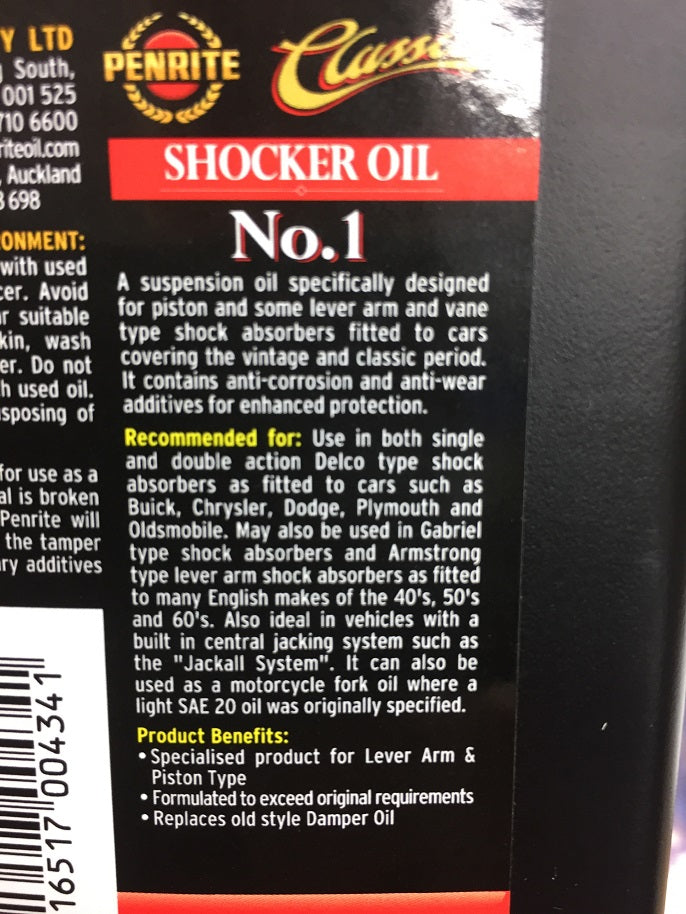 Y LTD
South,
001 525
710 6600
riteoil.com
, Auckland
698
ONMENT:
with used
cer. Avoid
r suitable
kin, wash
er. Do not
h used oil.
sposing of
for use as a
al is broken
Penrite will
the tamper
ry additives
16517 004341
PENRITE
Classic
SHOCKER OIL
No.1
A suspension oil specifically designed
for piston and some lever arm and vane
type shock absorbers fitted to cars
covering the vintage and classic period.
It contains anti-corrosion and anti-wear
additives for enhanced protection.
Recommended for: Use in both single
and double action Delco type shock
absorbers as fitted to cars such as
Buick, Chrysler, Dodge, Plymouth and
Oldsmobile. May also be used in Gabriel
type shock absorbers and Armstrong
type lever arm shock absorbers as fitted
to many English makes of the 40's, 50's
and 60's. Also ideal in vehicles with a
built in central jacking system such as
the "Jackall System". It can also be
used as a motorcycle fork oil where a
light SAE 20 oil was originally specified.
Product Benefits:
• Specialised product for Lever Arm &
Piston Type
• Formulated to exceed original requirements
• Replaces old style Damper Oil